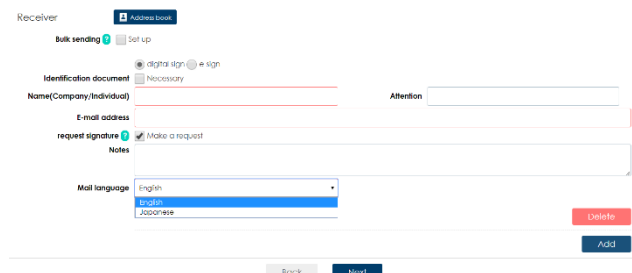 Receiver
Address book
Bulk sending ? Set up
digital sign e sign
Identification document Necessary
Name(Company/Individual) Attention
E-mail address
request signature ? Make a request
Notes
Mail language English
English
Japanese
Delete
Add
Back Next